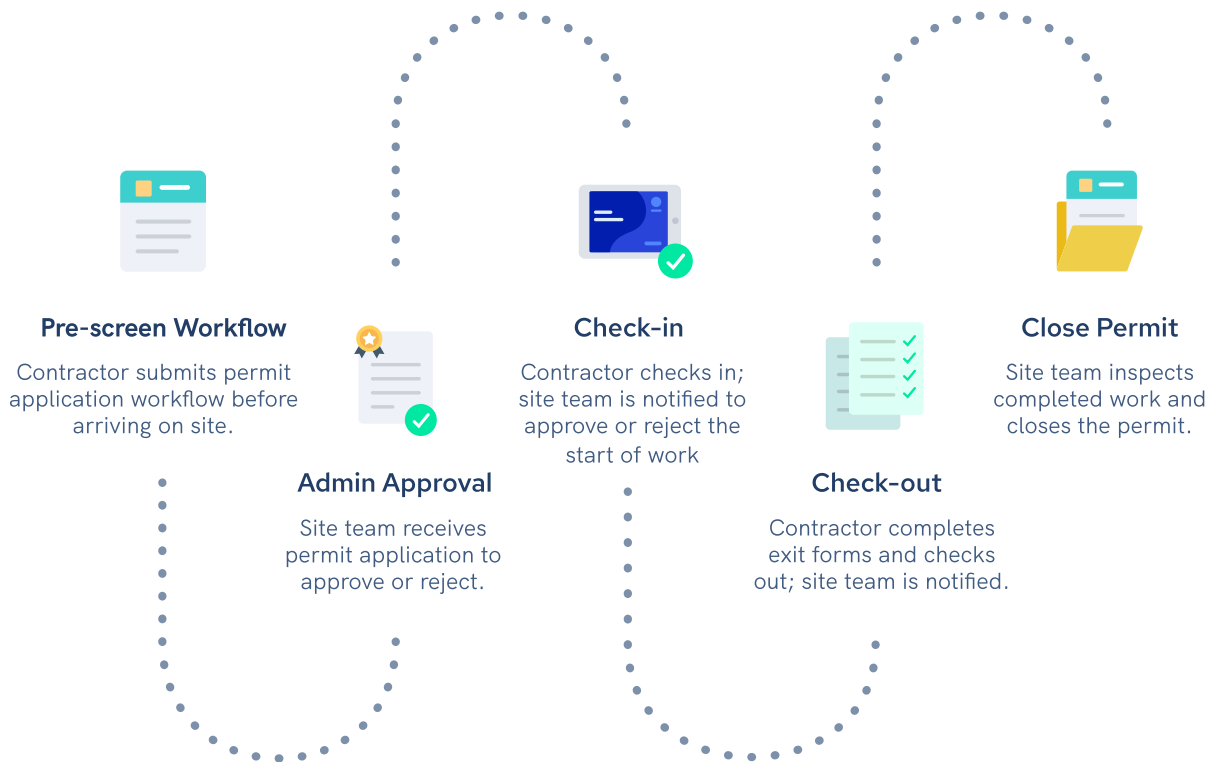 Pre-screen Workflow
Contractor submits permit
application workflow before
arriving on site.
Admin Approval
Site team receives
permit application to
approve or reject.
Check-in
Contractor checks in;
site team is notified to
approve or reject the
start of work
Check-out
Contractor completes
exit forms and checks
out; site team is notified.
Close Permit
Site team inspects
completed work and
closes the permit.